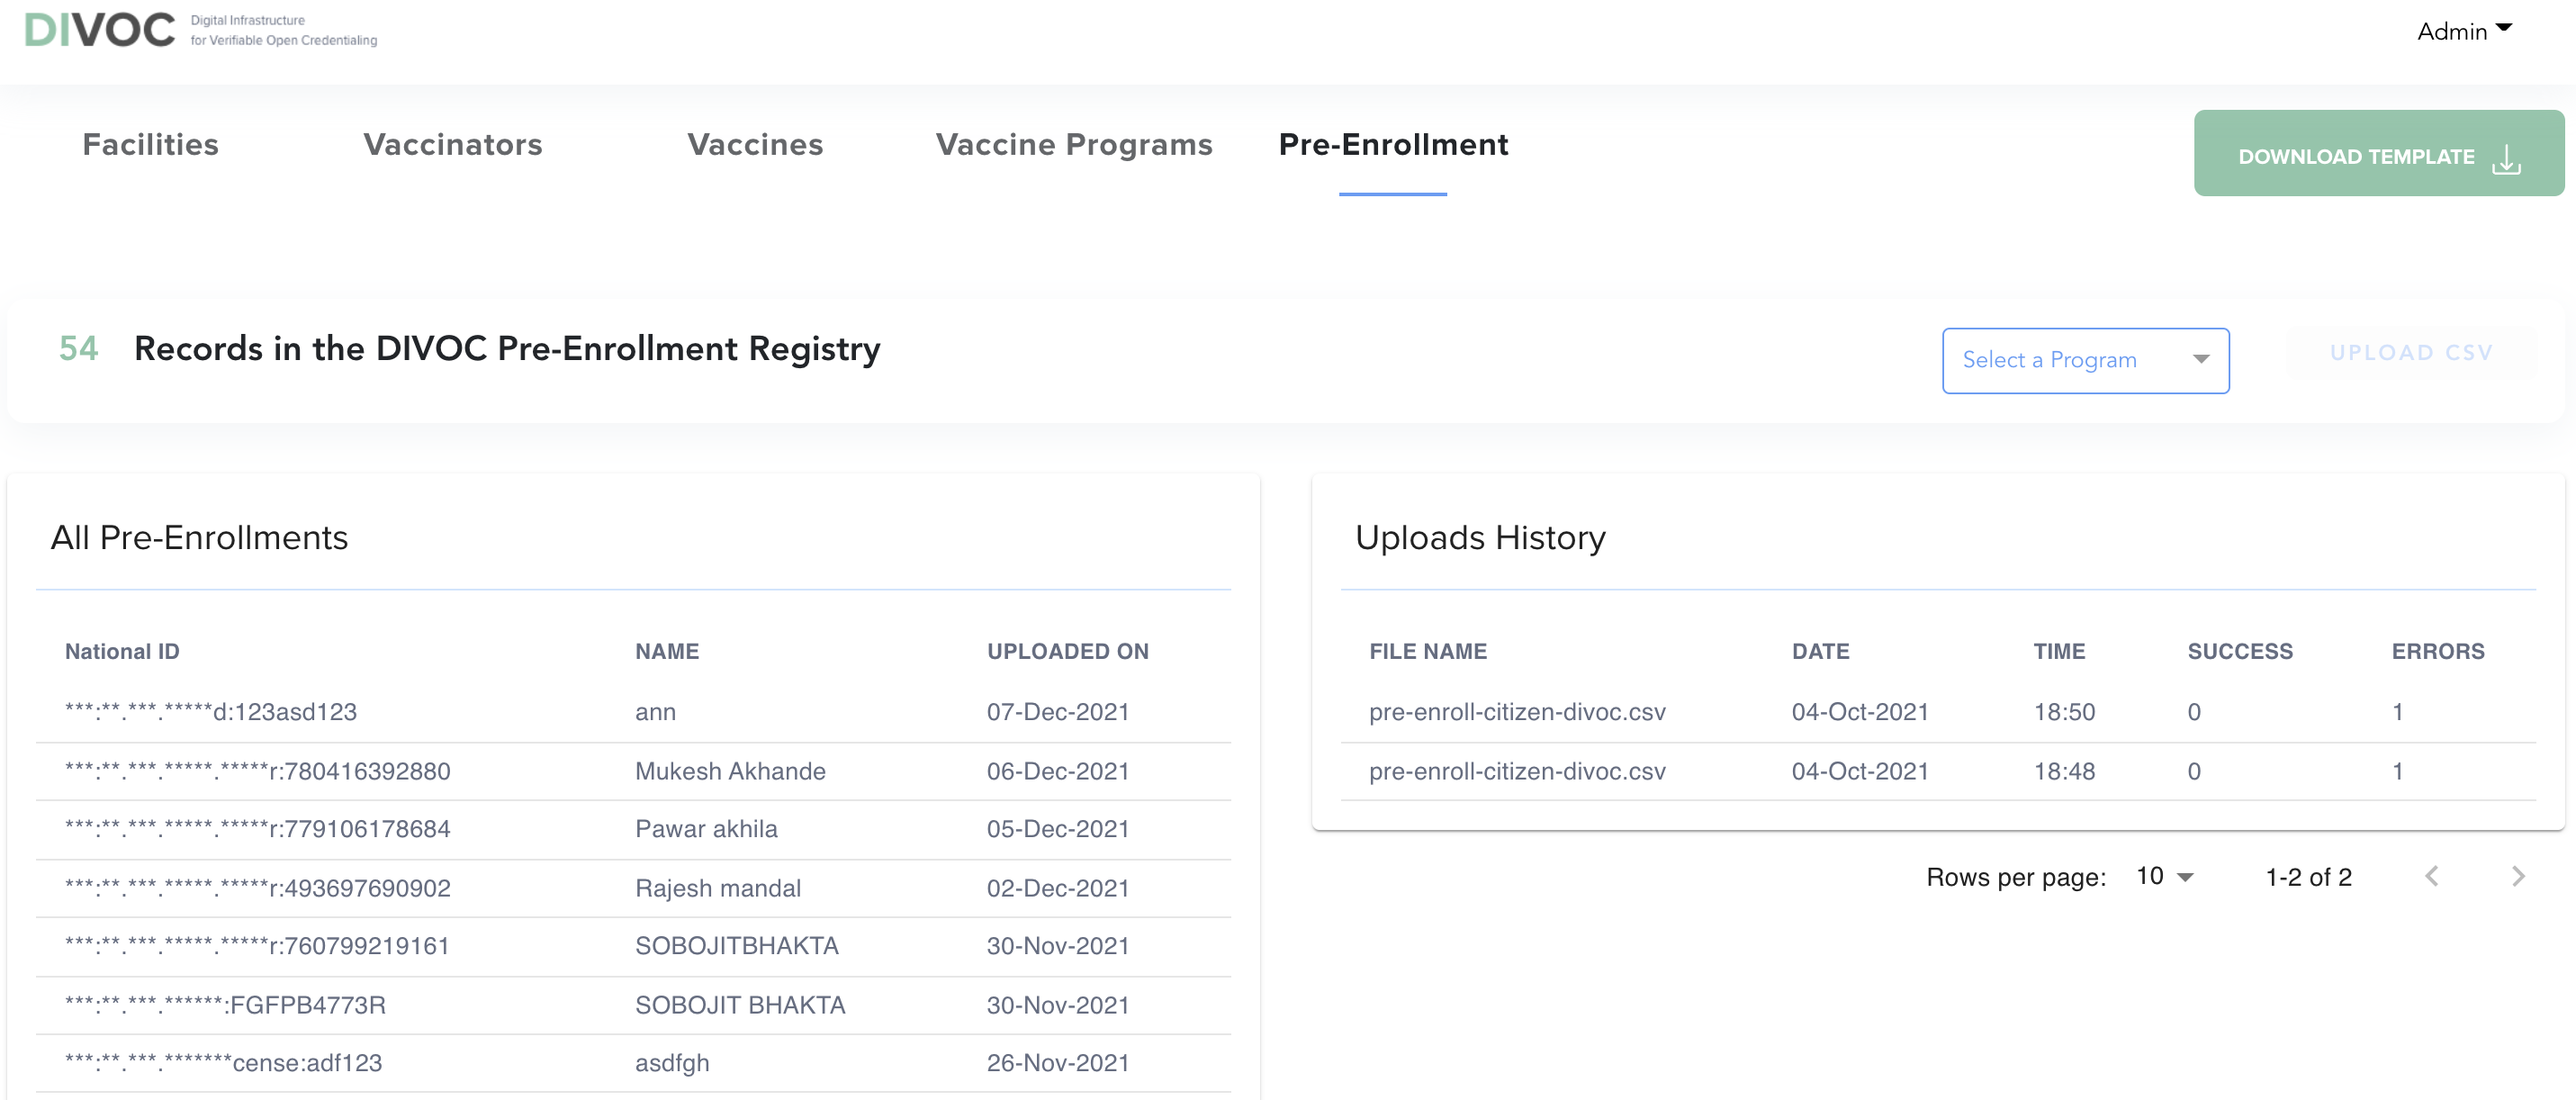 DIVOC
Digital Infrastructure
for Verifiable Open Credentialing
Admin
Facilities
Vaccinators
Vaccines
Vaccine Programs
Pre-Enrollment
DOWNLOAD TEMPLATE
54 Records in the DIVOC Pre-Enrollment Registry
Select a Program
UPLOAD CSV
All Pre-Enrollments
National ID NAME UPLOADED ON
***:**.***.*****d:123asd123 ann 07-Dec-2021
***:**.***.*****.*****r:780416392880 Mukesh Akhande 06-Dec-2021
***:**.***.*****.*****r:779106178684 Pawar akhila 05-Dec-2021
***:**.***.*****.*****r:493697690902 Rajesh mandal 02-Dec-2021
***:**.***.*****.*****r:760799219161 SOBOJITBHAKTA 30-Nov-2021
***:**.***.******:FGFPB4773R SOBOJIT BHAKTA 30-Nov-2021
***:**.***.*******cense:adf123 asdfgh 26-Nov-2021
Uploads History
FILE NAME DATE TIME SUCCESS ERRORS
pre-enroll-citizen-divoc.csv 04-Oct-2021 18:50 0 1
pre-enroll-citizen-divoc.csv 04-Oct-2021 18:48 0 1
Rows per page: 10 1-2 of 2